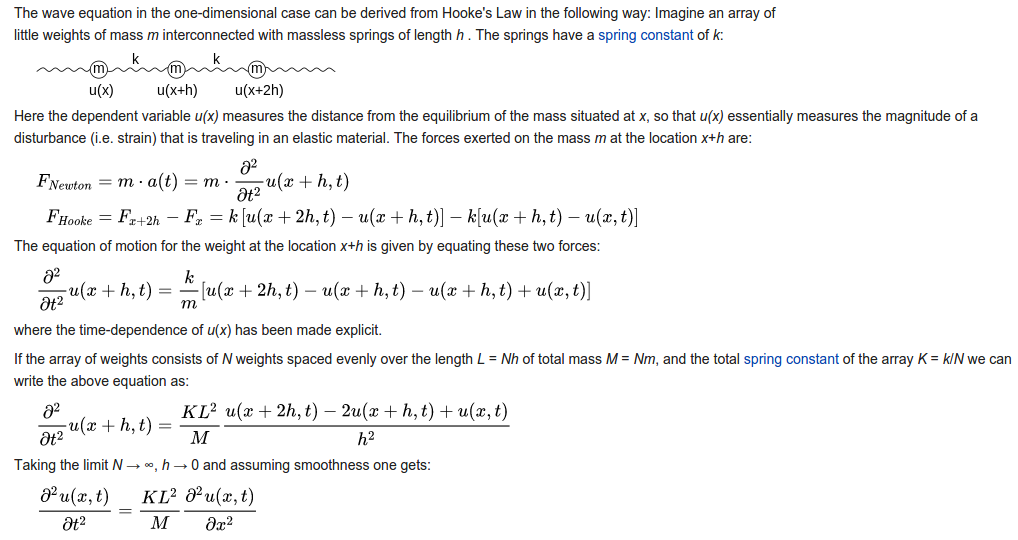 The wave equation in the one-dimensional case can be derived from Hooke's Law in the following way: Imagine an array of
little weights of mass m interconnected with massless springs of length h . The springs have a spring constant of k:
k k
m m m
u(x) u(x+h) u(x+2h)
Here the dependent variable u(x) measures the distance from the equilibrium of the mass situated at x, so that u(x) essentially measures the magnitude of a
disturbance (i.e. strain) that is traveling in an elastic material. The forces exerted on the mass m at the location x+h are:
F_{Newton} = m · a(t) = m · ∂²/∂t² u(x + h, t)
F_{Hooke} = F_{x+2h} − F_x = k [u(x + 2h, t) − u(x + h, t)] − k[u(x + h, t) − u(x, t)]
The equation of motion for the weight at the location x+h is given by equating these two forces:
∂²/∂t² u(x + h, t) = k/m [u(x + 2h, t) − u(x + h, t) − u(x + h, t) + u(x, t)]
where the time-dependence of u(x) has been made explicit.
If the array of weights consists of N weights spaced evenly over the length L = Nh of total mass M = Nm, and the total spring constant of the array K = k/N we can
write the above equation as:
∂²/∂t² u(x + h, t) = KL²/M (u(x + 2h, t) − 2u(x + h, t) + u(x, t))/h²
Taking the limit N → ∞, h → 0 and assuming smoothness one gets:
∂²u(x, t)/∂t² = KL²/M ∂²u(x, t)/∂x²